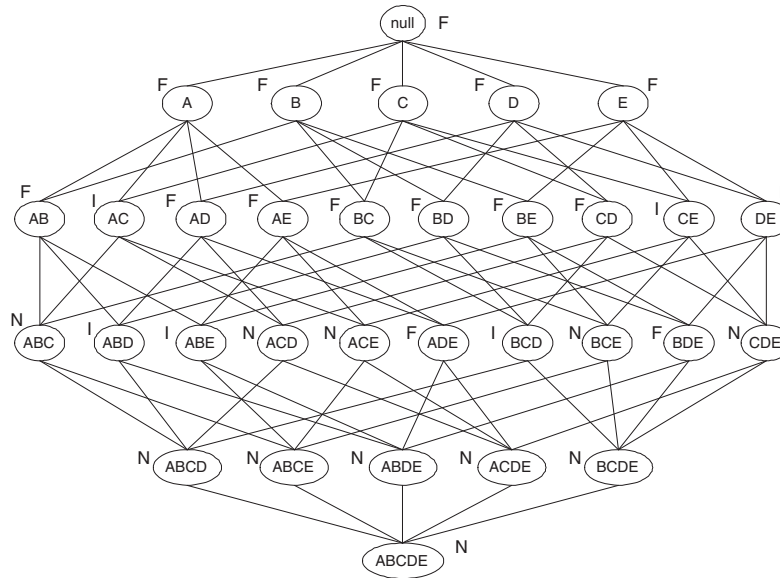 null F
F F F F F
A B C D E
F I F F F F F F I
AB AC AD AE BC BD BE CD CE DE
N I I N N F I N F N
ABC ABD ABE ACD ACE ADE BCD BCE BDE CDE
N N N N N
ABCD ABCE ABDE ACDE BCDE
N
ABCDE